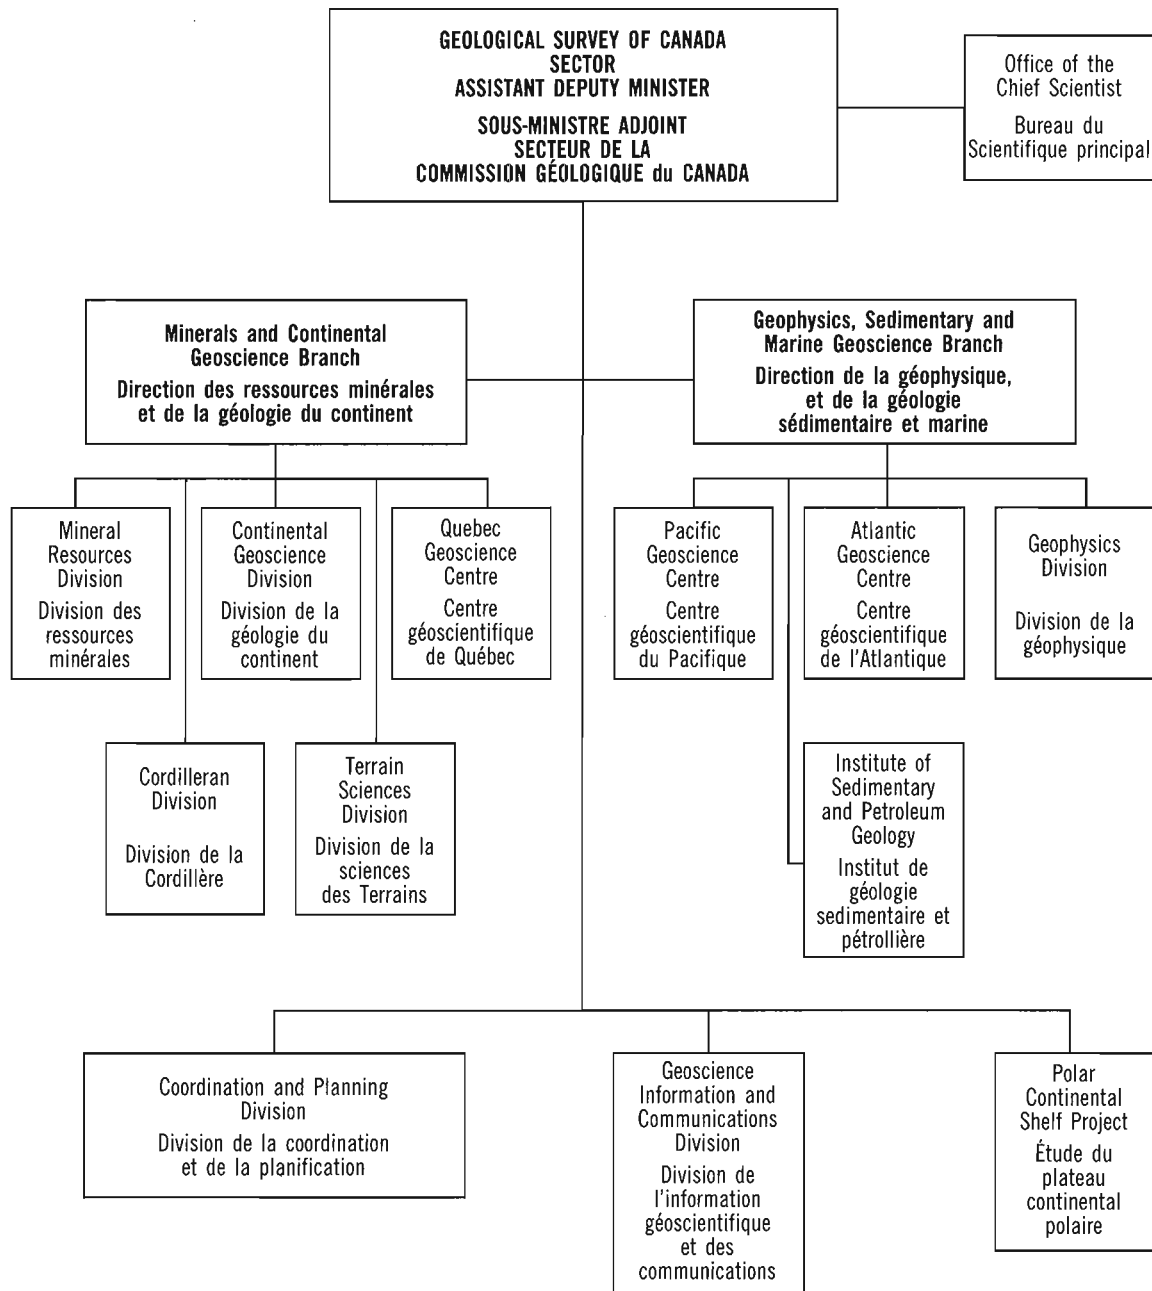 GEOLOGICAL SURVEY OF CANADA
SECTOR
ASSISTANT DEPUTY MINISTER
SOUS-MINISTRE ADJOINT
SECTEUR DE LA
COMMISSION GÉOLOGIQUE du CANADA
Office of the
Chief Scientist
Bureau du
Scientifique principal
Minerals and Continental
Geoscience Branch
Direction des ressources minérales
et de la géologie du continent
Geophysics, Sedimentary and
Marine Geoscience Branch
Direction de la géophysique,
et de la géologie
sédimentaire et marine
Mineral
Resources
Division
Division des
ressources
minérales
Continental
Geoscience
Division
Division de la
géologie du
continent
Quebec
Geoscience
Centre
Centre
géoscientifique
de Québec
Pacific
Geoscience
Centre
Centre
géoscientifique
du Pacifique
Atlantic
Geoscience
Centre
Centre
géoscientifique
de l'Atlantique
Geophysics
Division
Division de la
géophysique
Cordilleran
Division
Division de la
Cordillère
Terrain
Sciences
Division
Division de la
sciences
des Terrains
Institute of
Sedimentary
and Petroleum
Geology
Institut de
géologie
sedimentaire et
pétrollière
Coordination and Planning
Division
Division de la coordination
et de la planification
Geoscience
Information and
Communications
Division
Division de
l'information
géoscientifique
et des
communications
Polar
Continental
Shelf Project
Étude du
plateau
continental
polaire